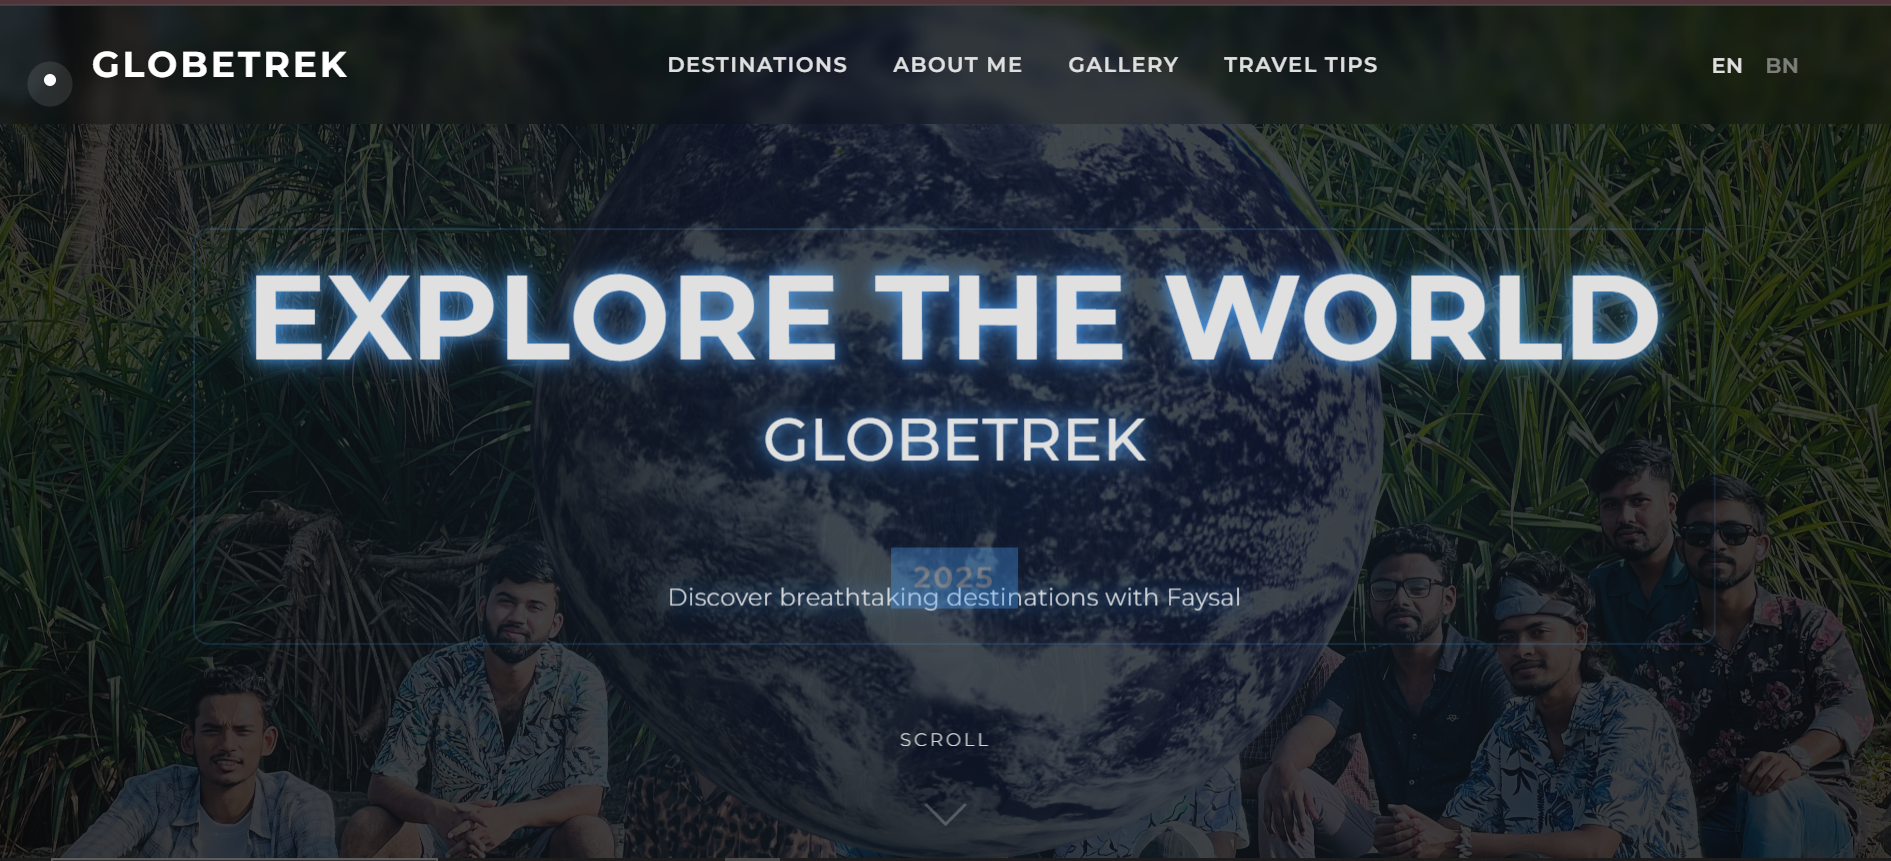 GLOBETREK
DESTINATIONS ABOUT ME GALLERY TRAVEL TIPS
EN BN
EXPLORE THE WORLD
GLOBETREK
2025
Discover breathtaking destinations with Faysal
SCROLL